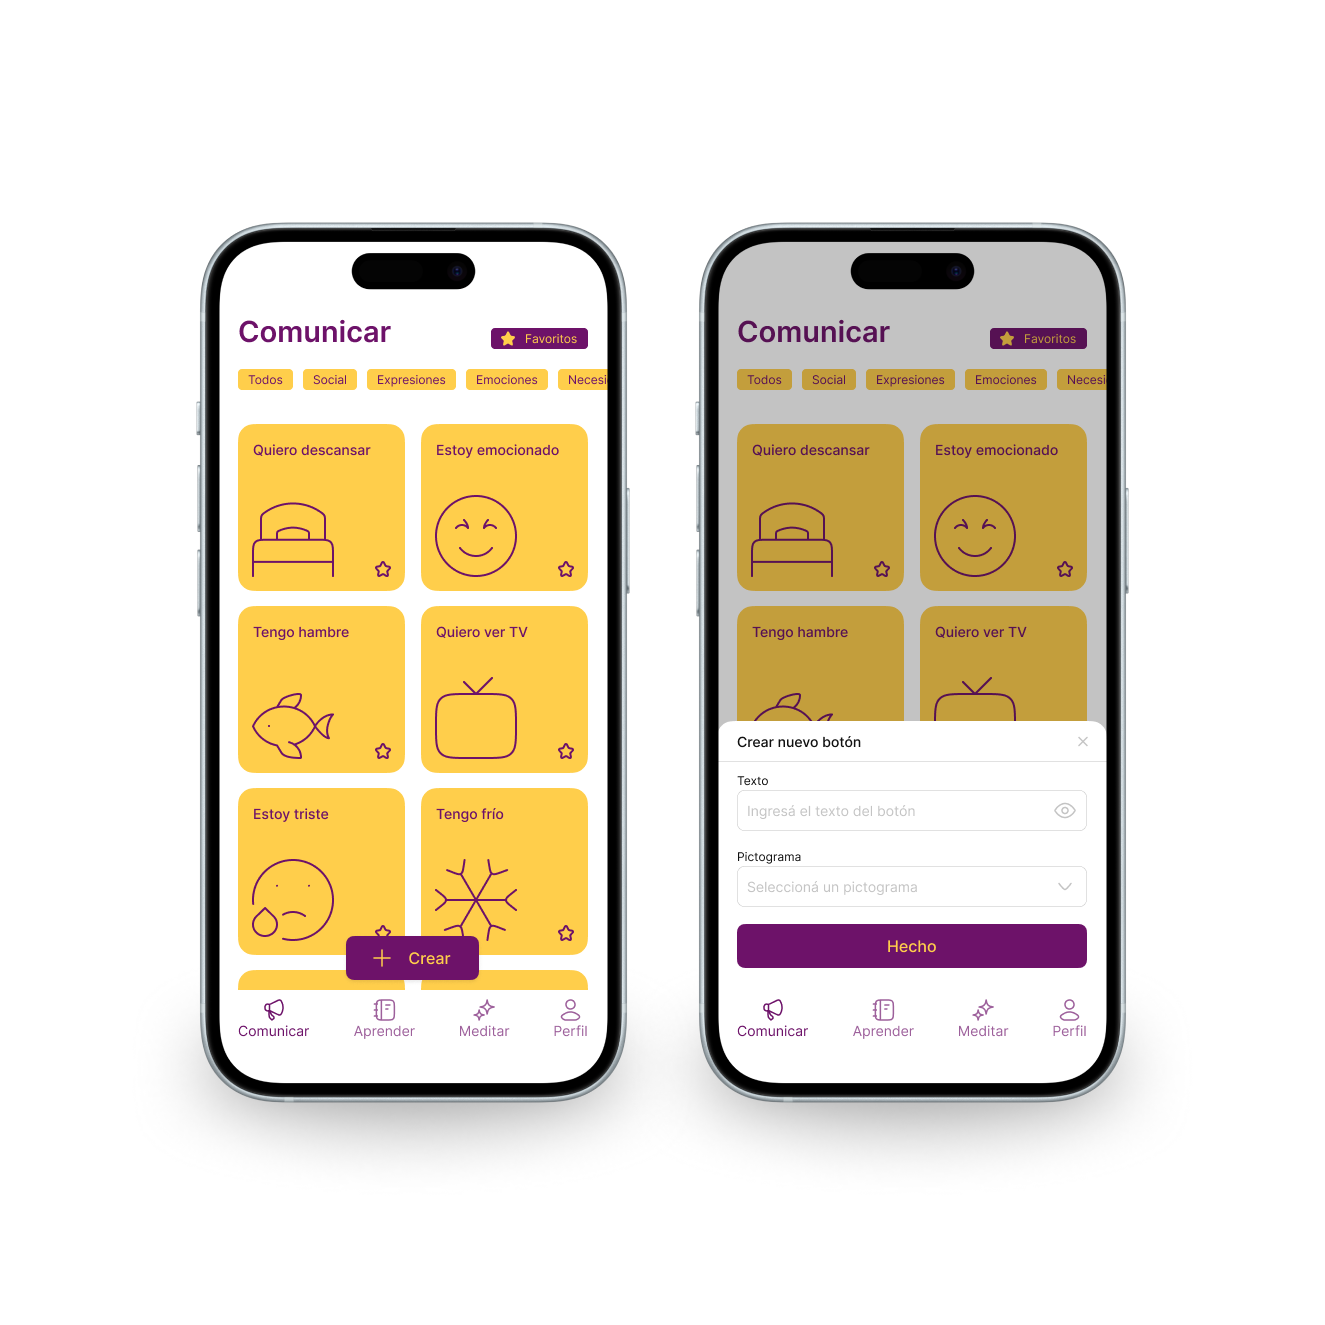 Comunicar
Favoritos
Todos Social Expresiones Emociones Necesi
Quiero descansar Estoy emocionado
Tengo hambre Quiero ver TV
Estoy triste Tengo frío
Crear
Comunicar Aprender Meditar Perfil
Comunicar
Favoritos
Todos Social Expresiones Emociones Necesi
Quiero descansar Estoy emocionado
Tengo hambre Quiero ver TV
Crear nuevo botón
Texto
Ingresá el texto del botón
Pictograma
Seleccioná un pictograma
Hecho
Comunicar Aprender Meditar Perfil